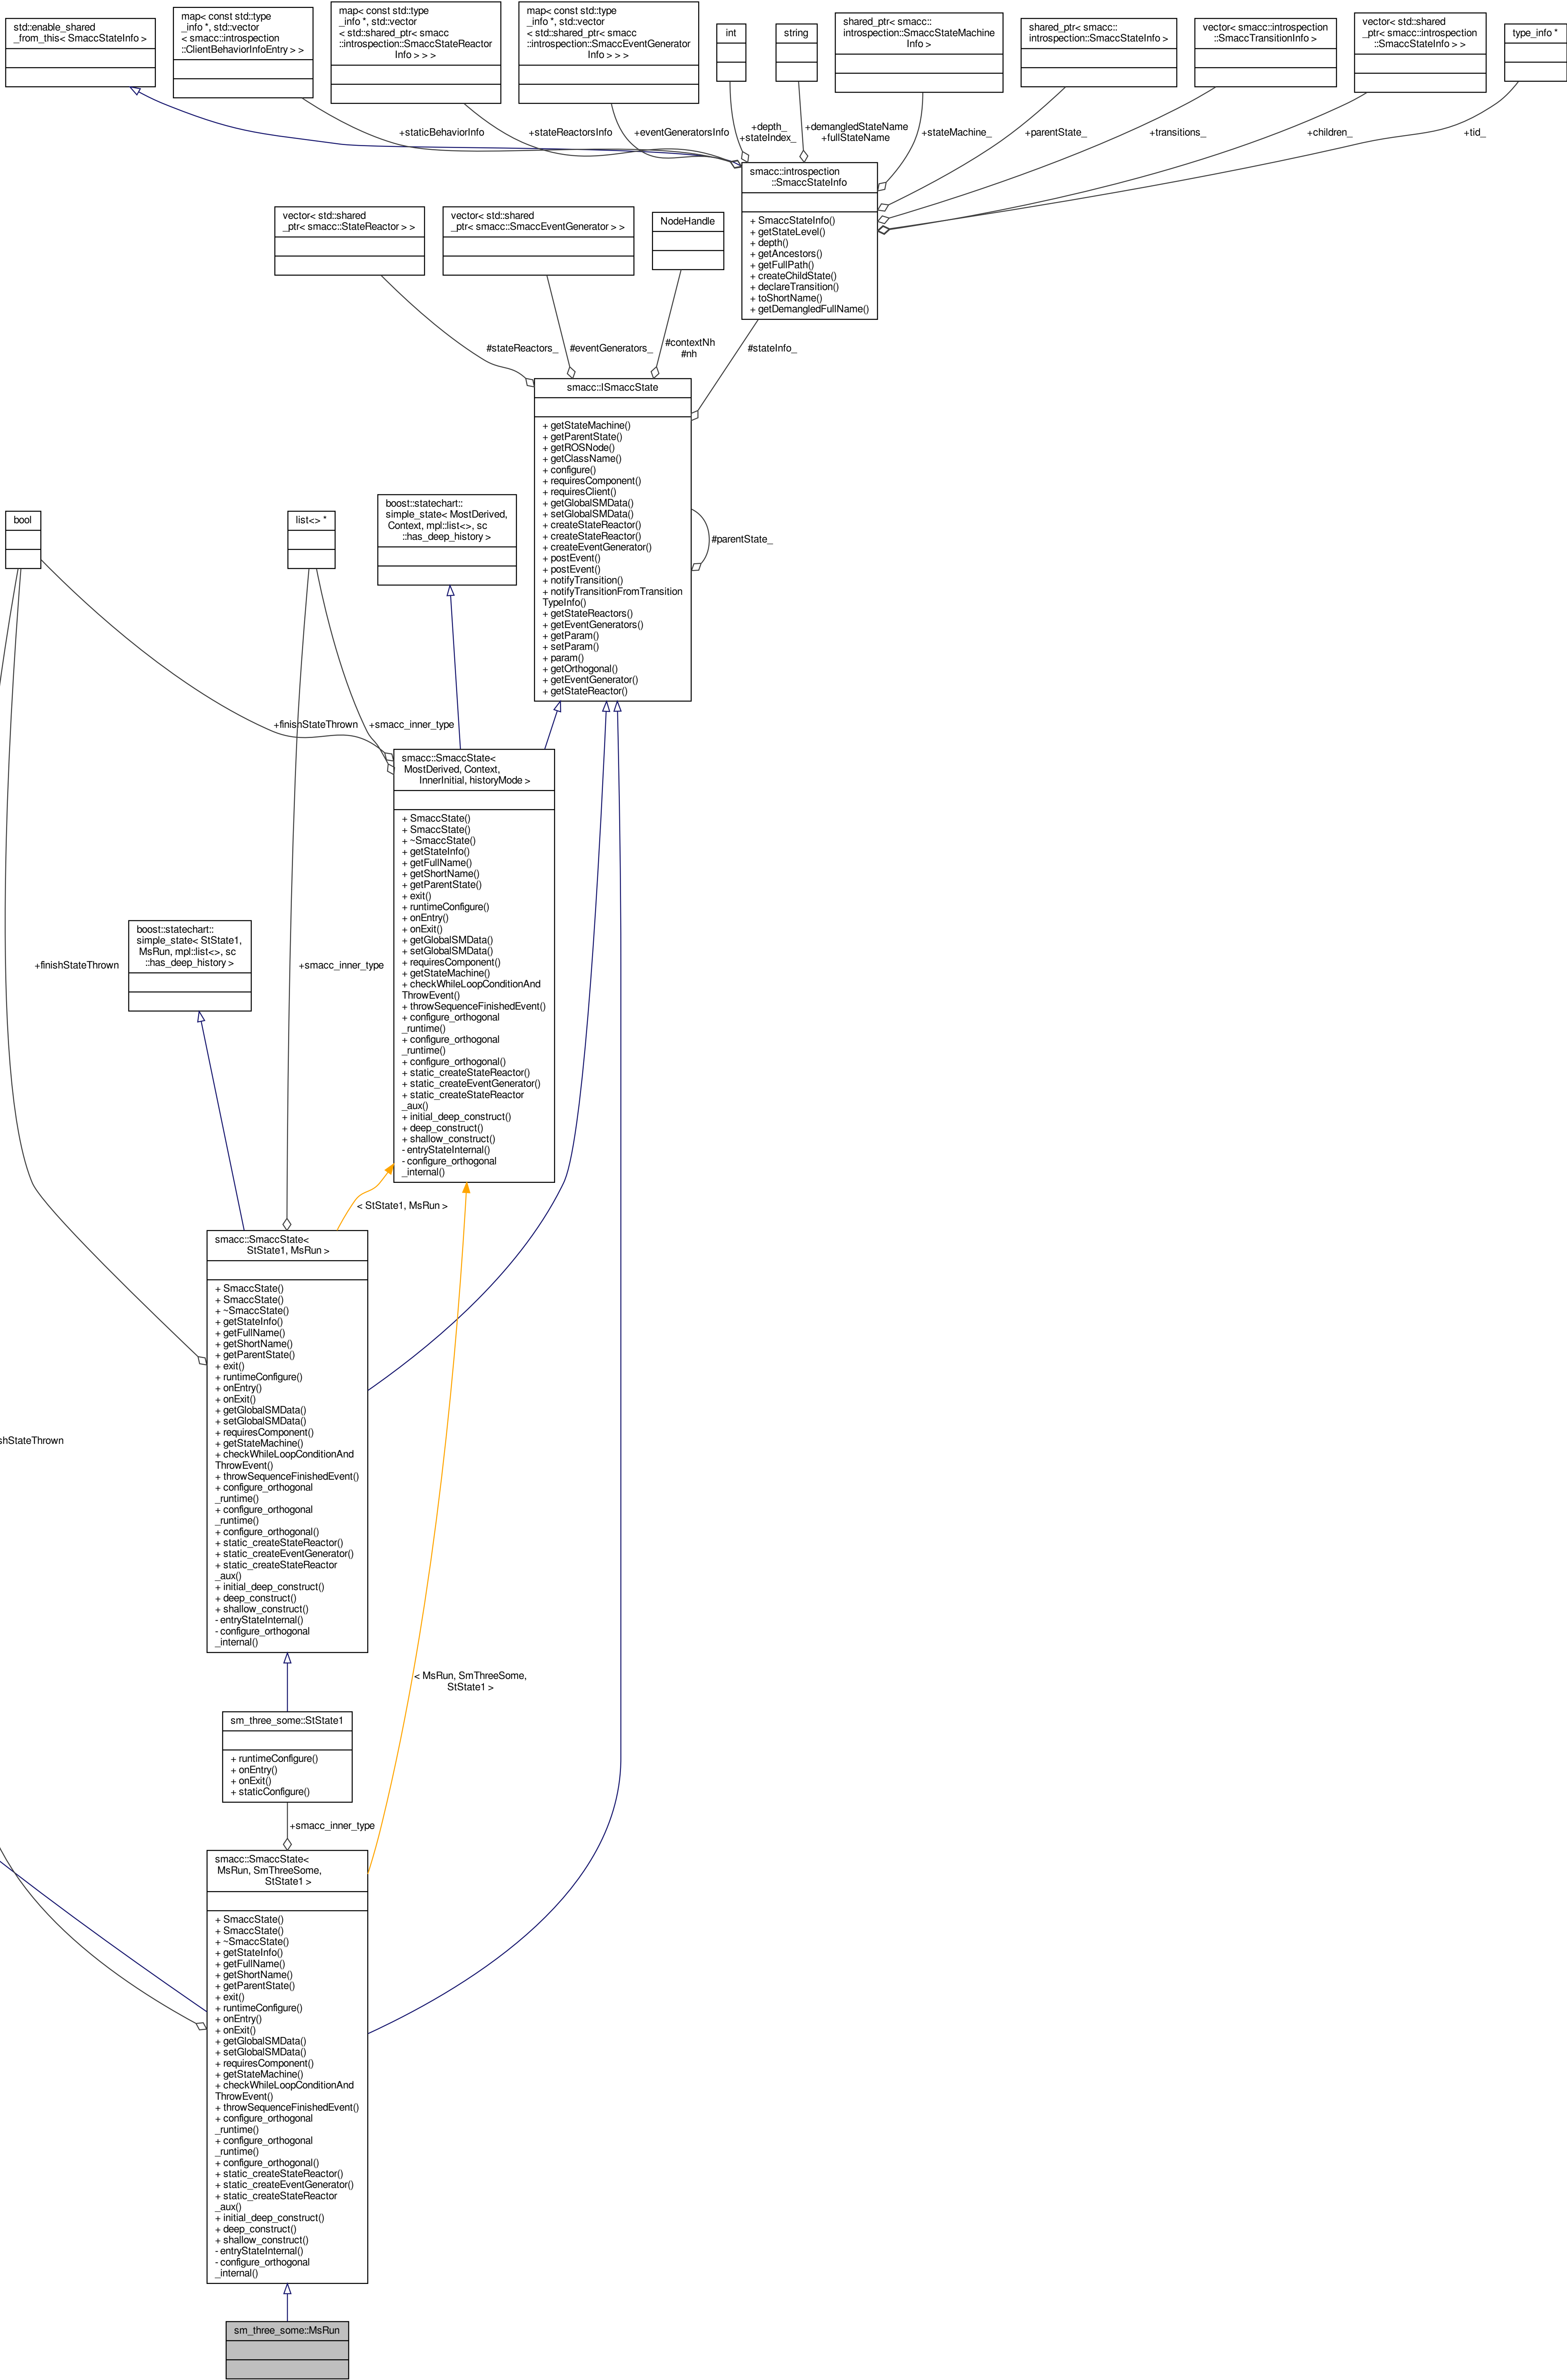 std::enable_shared
_from_this< SmaccStateInfo >
map< const std::type
_info *, std::vector
< smacc::introspection
::ClientBehaviorInfoEntry > >
map< const std::type
_info *, std::vector
< std::shared_ptr< smacc
::introspection::SmaccStateReactor
Info > > >
map< const std::type
_info *, std::vector
< std::shared_ptr< smacc
::introspection::SmaccEventGenerator
Info > > >
int
string
shared_ptr< smacc::
introspection::SmaccStateMachine
Info >
shared_ptr< smacc::
introspection::SmaccStateInfo >
vector< smacc::introspection
::SmaccTransitionInfo >
vector< std::shared
_ptr< smacc::introspection
::SmaccStateInfo > >
type_info *
+staticBehaviorInfo
+stateReactorsInfo
+eventGeneratorsInfo
+depth_
+stateIndex_
+demangledStateName
+fullStateName
+stateMachine_
+parentState_
+transitions_
+children_
+tid_
smacc::introspection
::SmaccStateInfo
+ SmaccStateInfo()
+ getStateLevel()
+ depth()
+ getAncestors()
+ getFullPath()
+ createChildState()
+ declareTransition()
+ toShortName()
+ getDemangledFullName()
vector< std::shared
_ptr< smacc::StateReactor > >
vector< std::shared
_ptr< smacc::SmaccEventGenerator > >
NodeHandle
#stateReactors_
#eventGenerators_
#contextNh
#nh
#stateInfo_
smacc::ISmaccState
+ getStateMachine()
+ getParentState()
+ getROSNode()
+ getClassName()
+ configure()
+ requiresComponent()
+ requiresClient()
+ getGlobalSMData()
+ setGlobalSMData()
+ createStateReactor()
+ createStateReactor()
+ createEventGenerator()
+ postEvent()
+ postEvent()
+ notifyTransition()
+ notifyTransitionFromTransition
TypeInfo()
+ getStateReactors()
+ getEventGenerators()
+ getParam()
+ setParam()
+ param()
+ getOrthogonal()
+ getEventGenerator()
+ getStateReactor()
#parentState_
bool
list<> *
boost::statechart::
simple_state< MostDerived,
Context, mpl::list<>, sc
::has_deep_history >
+finishStateThrown
+smacc_inner_type
smacc::SmaccState<
MostDerived, Context,
InnerInitial, historyMode >
+ SmaccState()
+ SmaccState()
+ ~SmaccState()
+ getStateInfo()
+ getFullName()
+ getShortName()
+ getParentState()
+ exit()
+ runtimeConfigure()
+ onEntry()
+ onExit()
+ getGlobalSMData()
+ setGlobalSMData()
+ requiresComponent()
+ getStateMachine()
+ checkWhileLoopConditionAnd
ThrowEvent()
+ throwSequenceFinishedEvent()
+ configure_orthogonal
_runtime()
+ configure_orthogonal
_runtime()
+ configure_orthogonal()
+ static_createStateReactor()
+ static_createEventGenerator()
+ static_createStateReactor
_aux()
+ initial_deep_construct()
+ deep_construct()
+ shallow_construct()
- entryStateInternal()
- configure_orthogonal
_internal()
boost::statechart::
simple_state< StState1,
MsRun, mpl::list<>, sc
::has_deep_history >
+finishStateThrown
+smacc_inner_type
< StState1, MsRun >
smacc::SmaccState<
StState1, MsRun >
+ SmaccState()
+ SmaccState()
+ ~SmaccState()
+ getStateInfo()
+ getFullName()
+ getShortName()
+ getParentState()
+ exit()
+ runtimeConfigure()
+ onEntry()
+ onExit()
+ getGlobalSMData()
+ setGlobalSMData()
+ requiresComponent()
+ getStateMachine()
+ checkWhileLoopConditionAnd
ThrowEvent()
+ throwSequenceFinishedEvent()
+ configure_orthogonal
_runtime()
+ configure_orthogonal
_runtime()
+ configure_orthogonal()
+ static_createStateReactor()
+ static_createEventGenerator()
+ static_createStateReactor
_aux()
+ initial_deep_construct()
+ deep_construct()
+ shallow_construct()
- entryStateInternal()
- configure_orthogonal
_internal()
shStateThrown
< MsRun, SmThreeSome,
StState1 >
sm_three_some::StState1
+ runtimeConfigure()
+ onEntry()
+ onExit()
+ staticConfigure()
+smacc_inner_type
smacc::SmaccState<
MsRun, SmThreeSome,
StState1 >
+ SmaccState()
+ SmaccState()
+ ~SmaccState()
+ getStateInfo()
+ getFullName()
+ getShortName()
+ getParentState()
+ exit()
+ runtimeConfigure()
+ onEntry()
+ onExit()
+ getGlobalSMData()
+ setGlobalSMData()
+ requiresComponent()
+ getStateMachine()
+ checkWhileLoopConditionAnd
ThrowEvent()
+ throwSequenceFinishedEvent()
+ configure_orthogonal
_runtime()
+ configure_orthogonal
_runtime()
+ configure_orthogonal()
+ static_createStateReactor()
+ static_createEventGenerator()
+ static_createStateReactor
_aux()
+ initial_deep_construct()
+ deep_construct()
+ shallow_construct()
- entryStateInternal()
- configure_orthogonal
_internal()
sm_three_some::MsRun